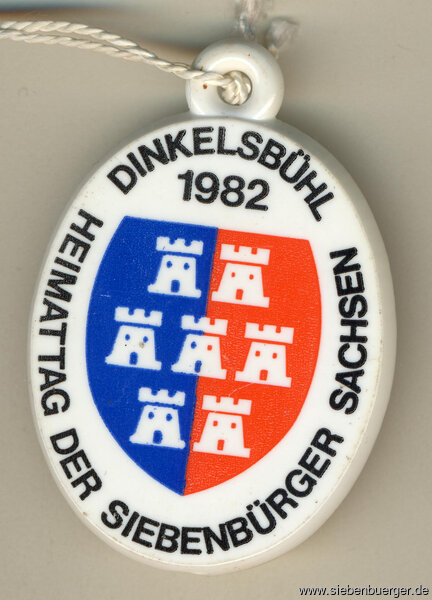 DINKELSBÜHL
1982
HEIMATTAG DER SIEBENBÜRGER SACHSEN
© www.siebenbuerger.de